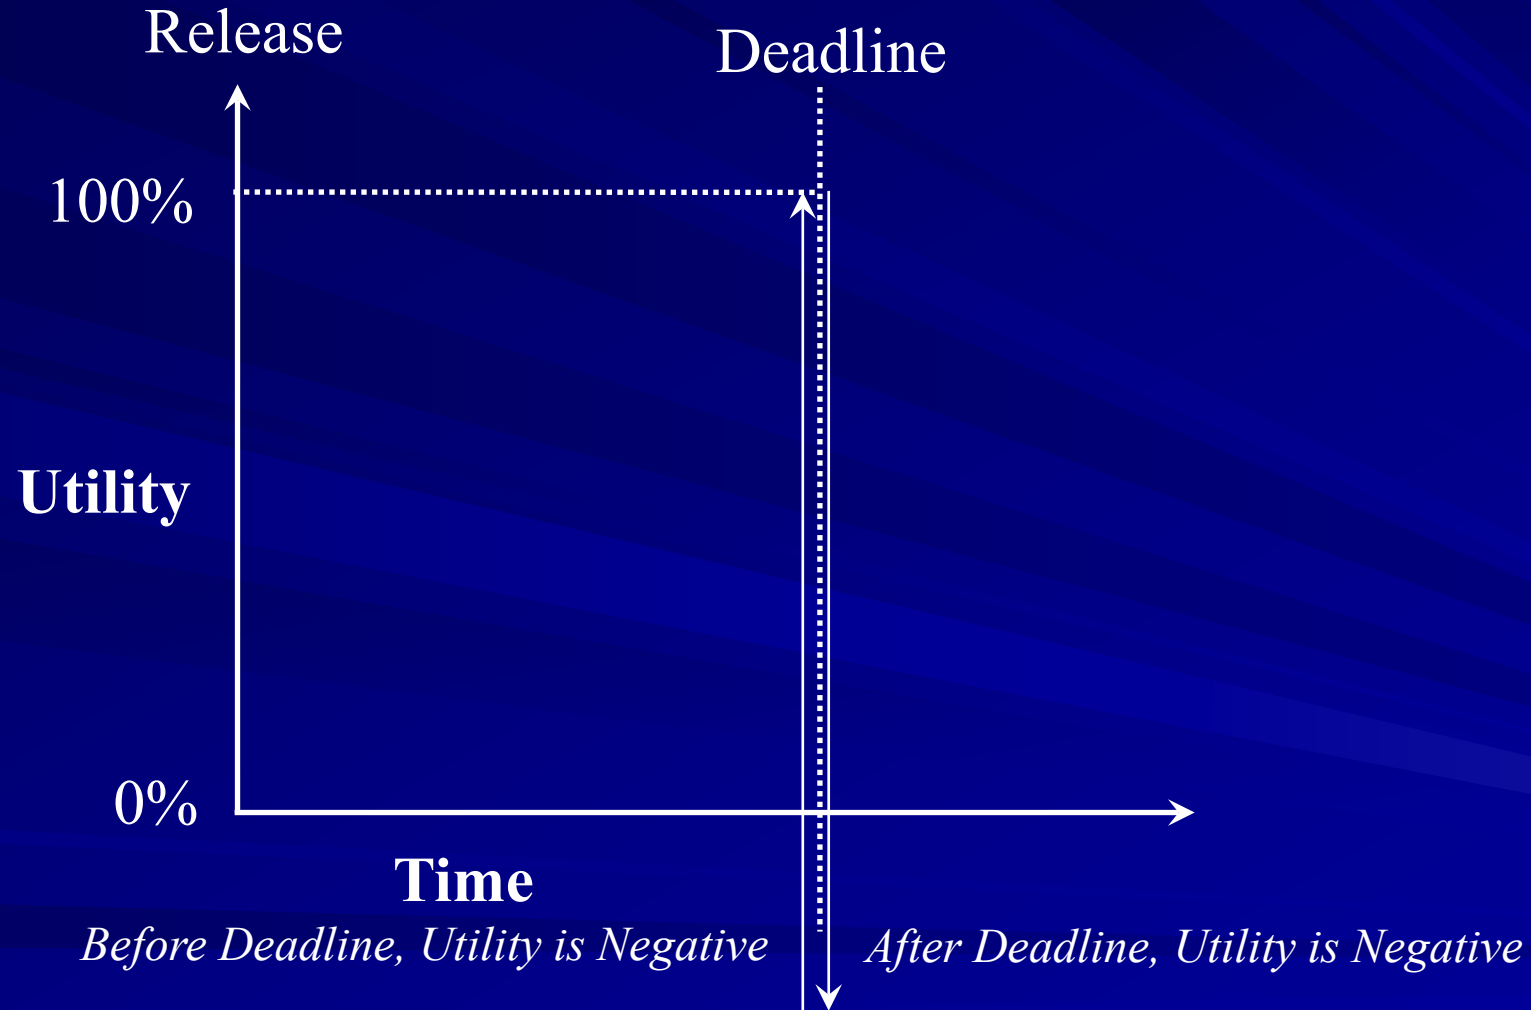 Release
Deadline
100%
Utility
0%
Time
Before Deadline, Utility is Negative
After Deadline, Utility is Negative